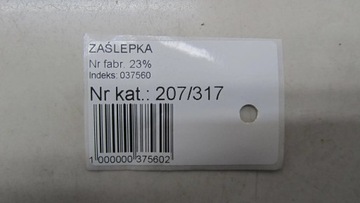 ZAŚLEPKA
Nr fabr. 23%
Indeks: 037560
Nr kat.: 207/317
1 000000 375602